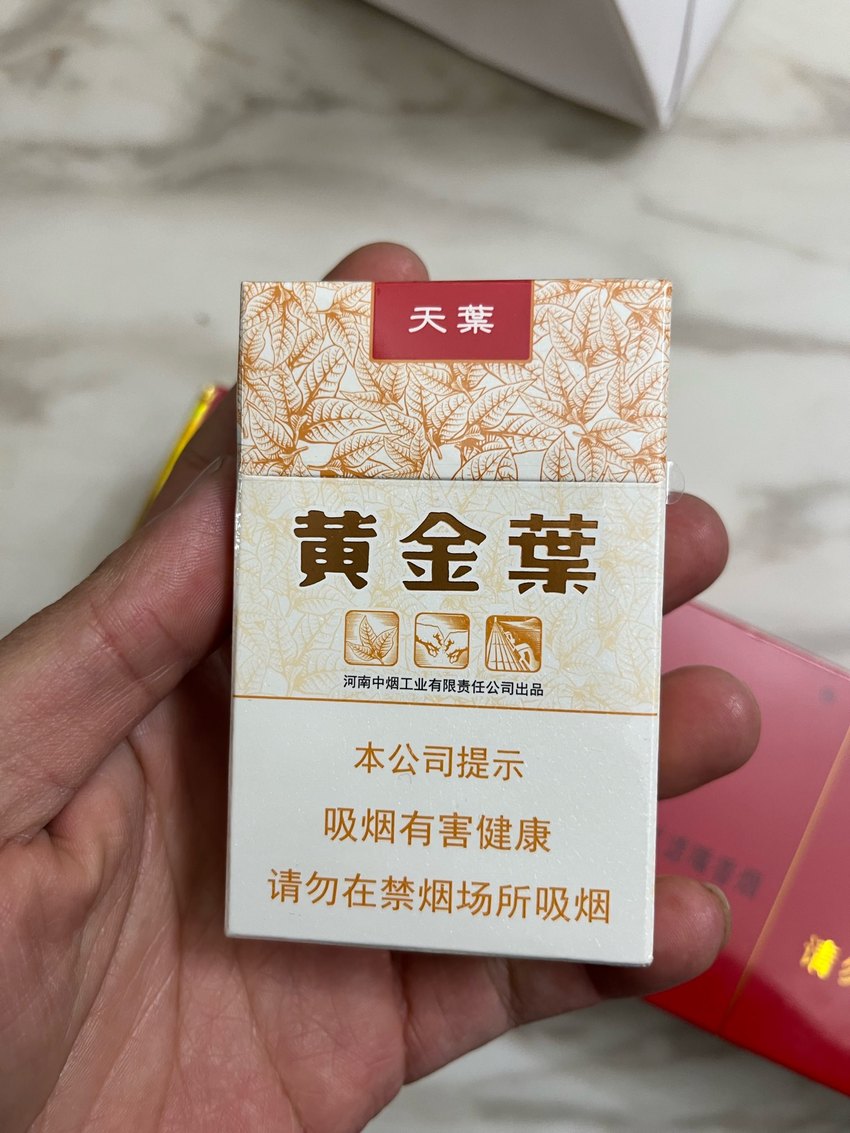 天葉
黄金葉
河南中烟工业有限责任公司出品
本公司提示
吸烟有害健康
请勿在禁烟场所吸烟
请勿